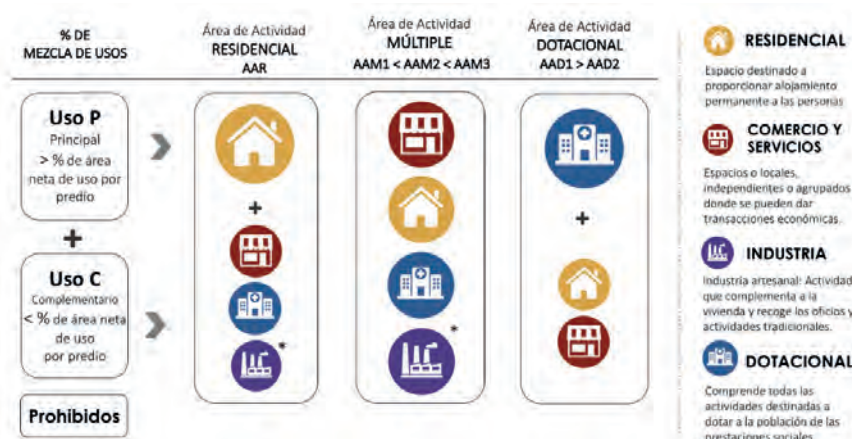 % DE
MEZCLA DE USOS
Área de Actividad
RESIDENCIAL
AAR
Área de Actividad
MÚLTIPLE
AAM1 < AAM2 < AAM3
Área de Actividad
DOTACIONAL
AAD1 > AAD2
Uso P
Principal
> % de área
neta de uso por
predio
+
Uso C
Complementario
< % de área neta
de uso
por predio
Prohibidos
+
*
*
+
RESIDENCIAL
Espacio destinado a
proporcionar alojamiento
permanente a las personas
COMERCIO Y
SERVICIOS
Espacios o locales,
independientes o agrupados
donde se pueden dar
transacciones económicas.
INDUSTRIA
Industria artesanal: Actividad
que complementa a la
vivienda y recoge los oficios y
actividades tradicionales.
DOTACIONAL
Comprende todas las
actividades destinadas a
dotar a la población de las
prestaciones sociales